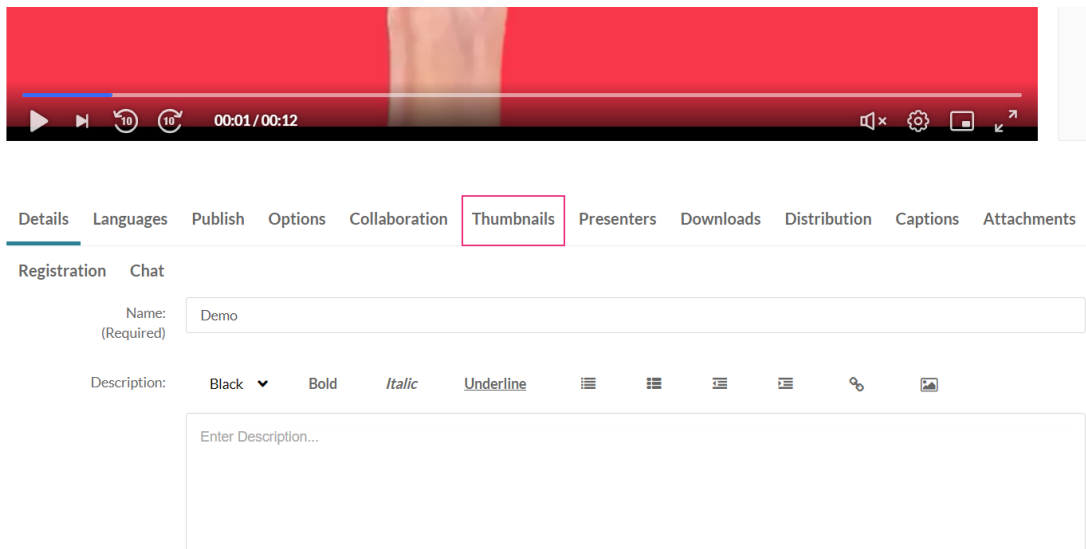 10 10 00:01 / 00:12
Details Languages Publish Options Collaboration Thumbnails Presenters Downloads Distribution Captions Attachments
Registration Chat
Name: Demo
(Required)
Description: Black Bold Italic Underline
Enter Description...